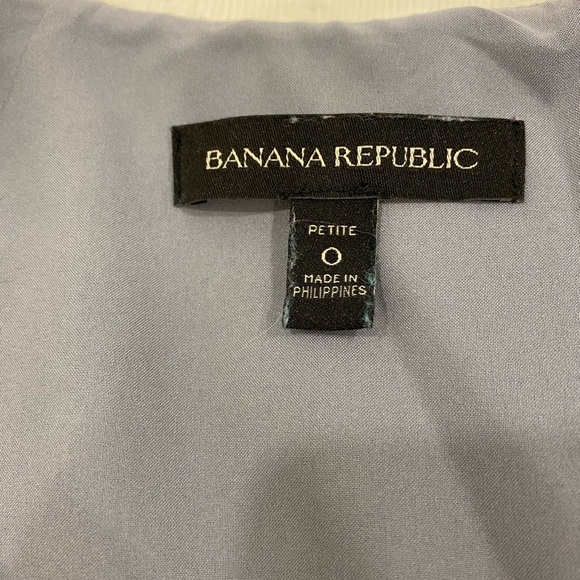 BANANA REPUBLIC
PETITE
0
MADE IN
PHILIPPINES